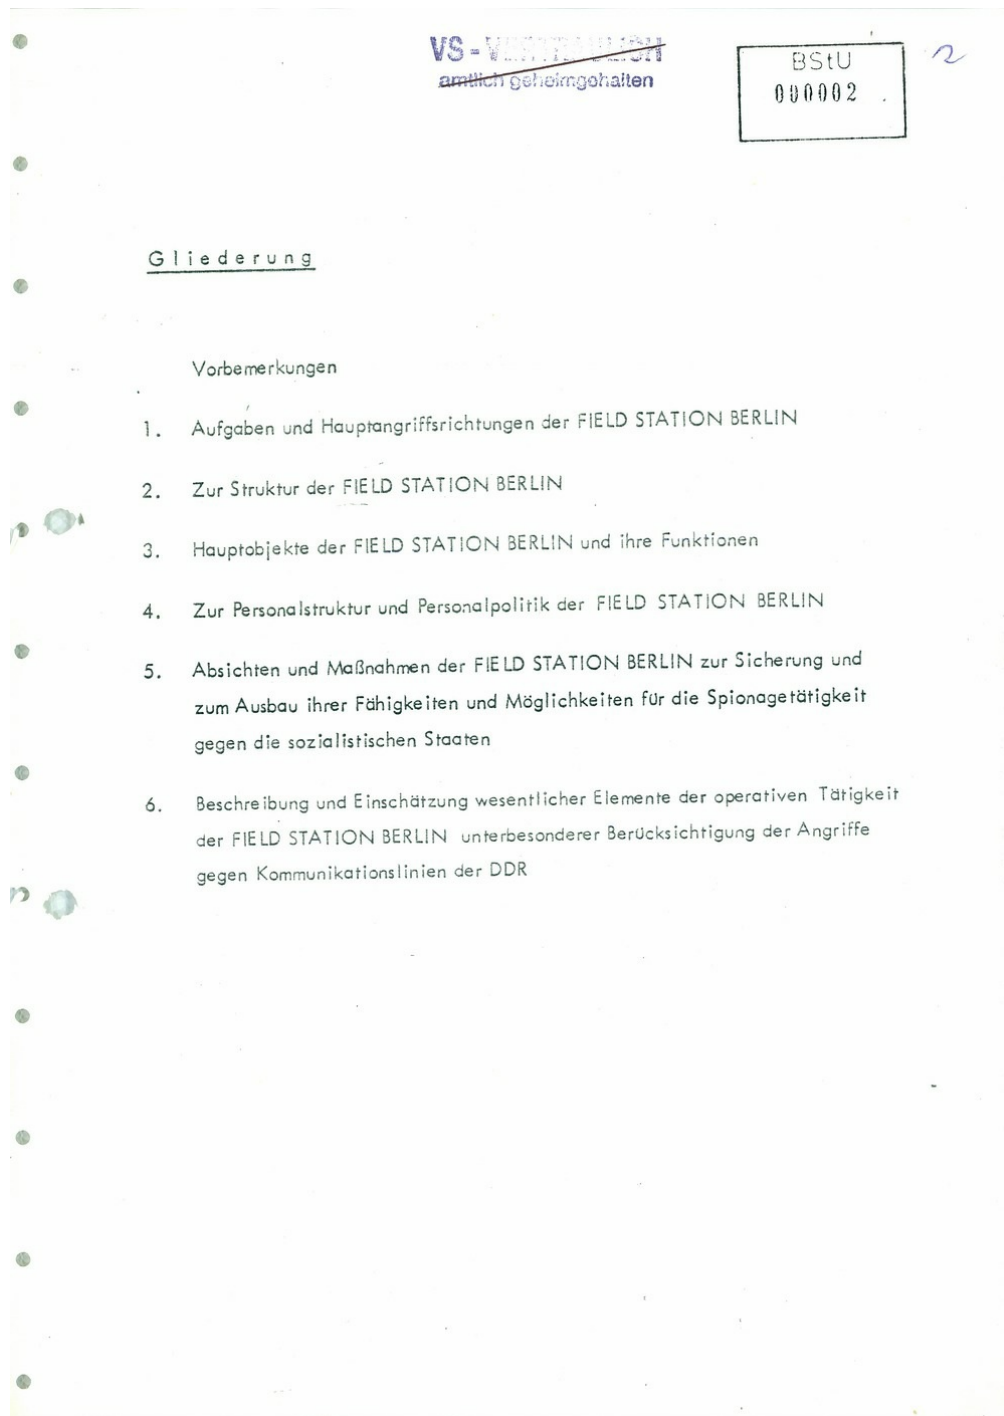 VS - VERTRAULICH
amtlich geheimgehalten
BStU
000002
2
Gliederung
Vorbemerkungen
1. Aufgaben und Hauptangriffsrichtungen der FIELD STATION BERLIN
2. Zur Struktur der FIELD STATION BERLIN
3. Hauptobjekte der FIELD STATION BERLIN und ihre Funktionen
4. Zur Personalstruktur und Personalpolitik der FIELD STATION BERLIN
5. Absichten und Maßnahmen der FIELD STATION BERLIN zur Sicherung und
zum Ausbau ihrer Fähigkeiten und Möglichkeiten für die Spionagetätigkeit
gegen die sozialistischen Staaten
6. Beschreibung und Einschätzung wesentlicher Elemente der operativen Tätigkeit
der FIELD STATION BERLIN unterbesonderer Berücksichtigung der Angriffe
gegen Kommunikationslinien der DDR